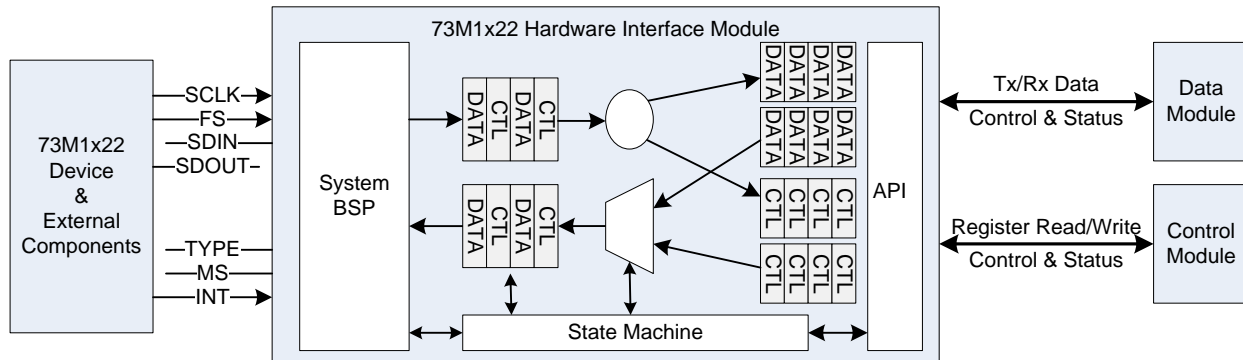 73M1x22 Hardware Interface Module
73M1x22
Device
&
External
Components
SCLK
FS
SDIN
SDOUT
TYPE
MS
INT
System
BSP
DATA
CTL
DATA
CTL
DATA
CTL
DATA
CTL
DATA
DATA
DATA
DATA
DATA
DATA
DATA
DATA
CTL
CTL
CTL
CTL
CTL
CTL
CTL
CTL
State Machine
API
Tx/Rx Data
Control & Status
Register Read/Write
Control & Status
Data
Module
Control
Module